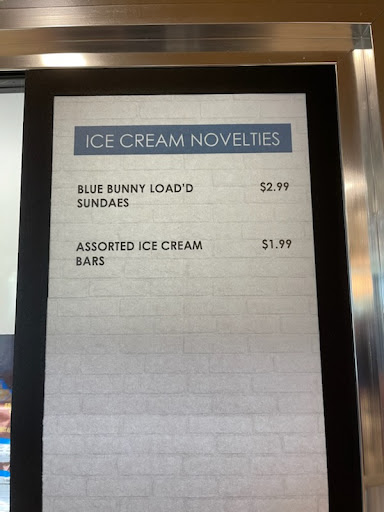 ICE CREAM NOVELTIES
BLUE BUNNY LOAD'D $2.99
SUNDAES
ASSORTED ICE CREAM $1.99
BARS